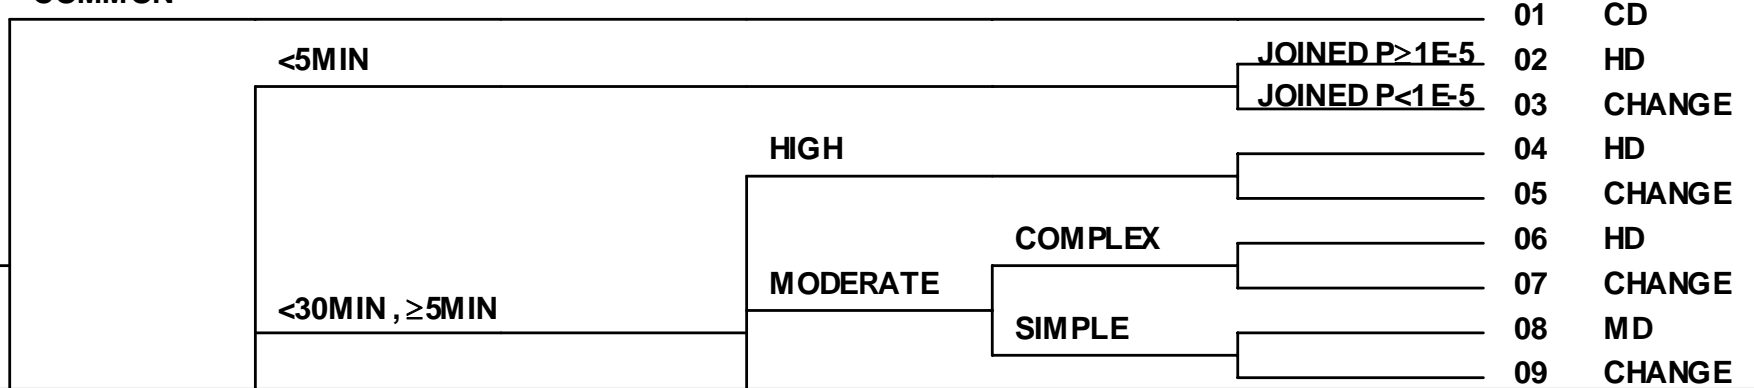 COMMON
01 CD
<5MIN JOINED P≥1E-5 02 HD
JOINED P<1E-5 03 CHANGE
HIGH 04 HD
05 CHANGE
COMPLEX 06 HD
MODERATE 07 CHANGE
<30MIN , ≥5MIN
SIMPLE 08 MD
09 CHANGE